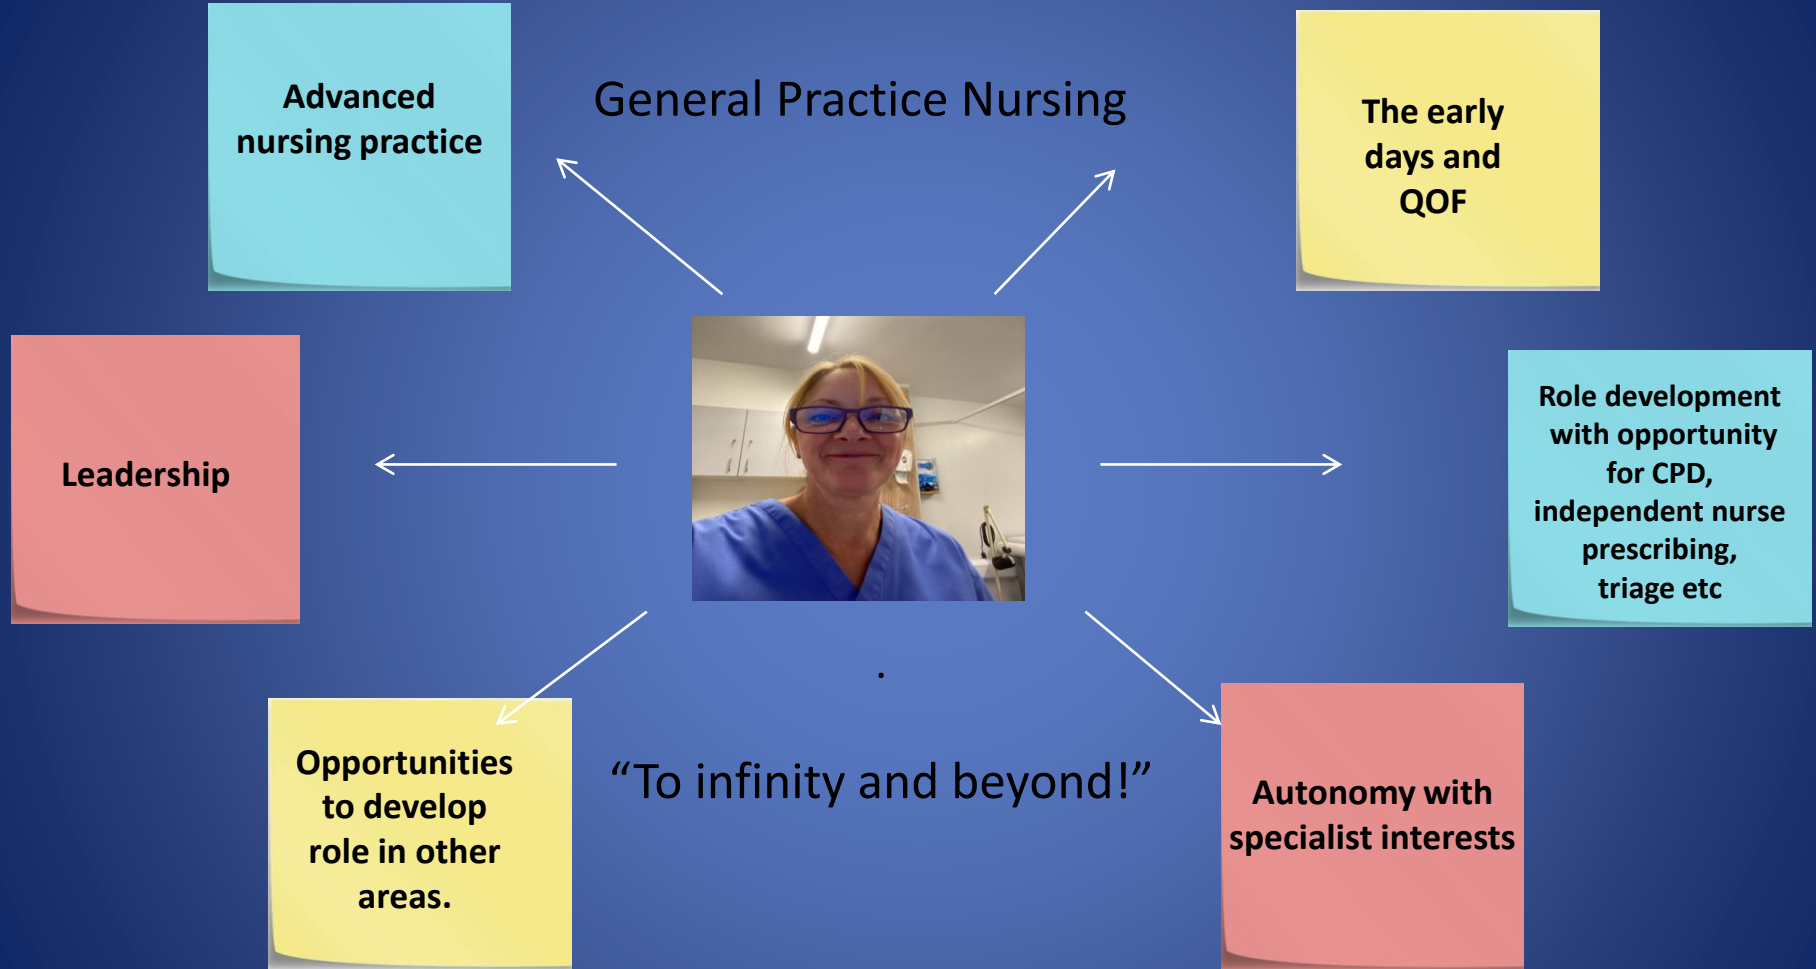 General Practice Nursing
Advanced
nursing practice
The early
days and
QOF
Leadership
Role development
with opportunity
for CPD,
independent nurse
prescribing,
triage etc
.
Opportunities
to develop
role in other
areas.
“To infinity and beyond!”
Autonomy with
specialist interests